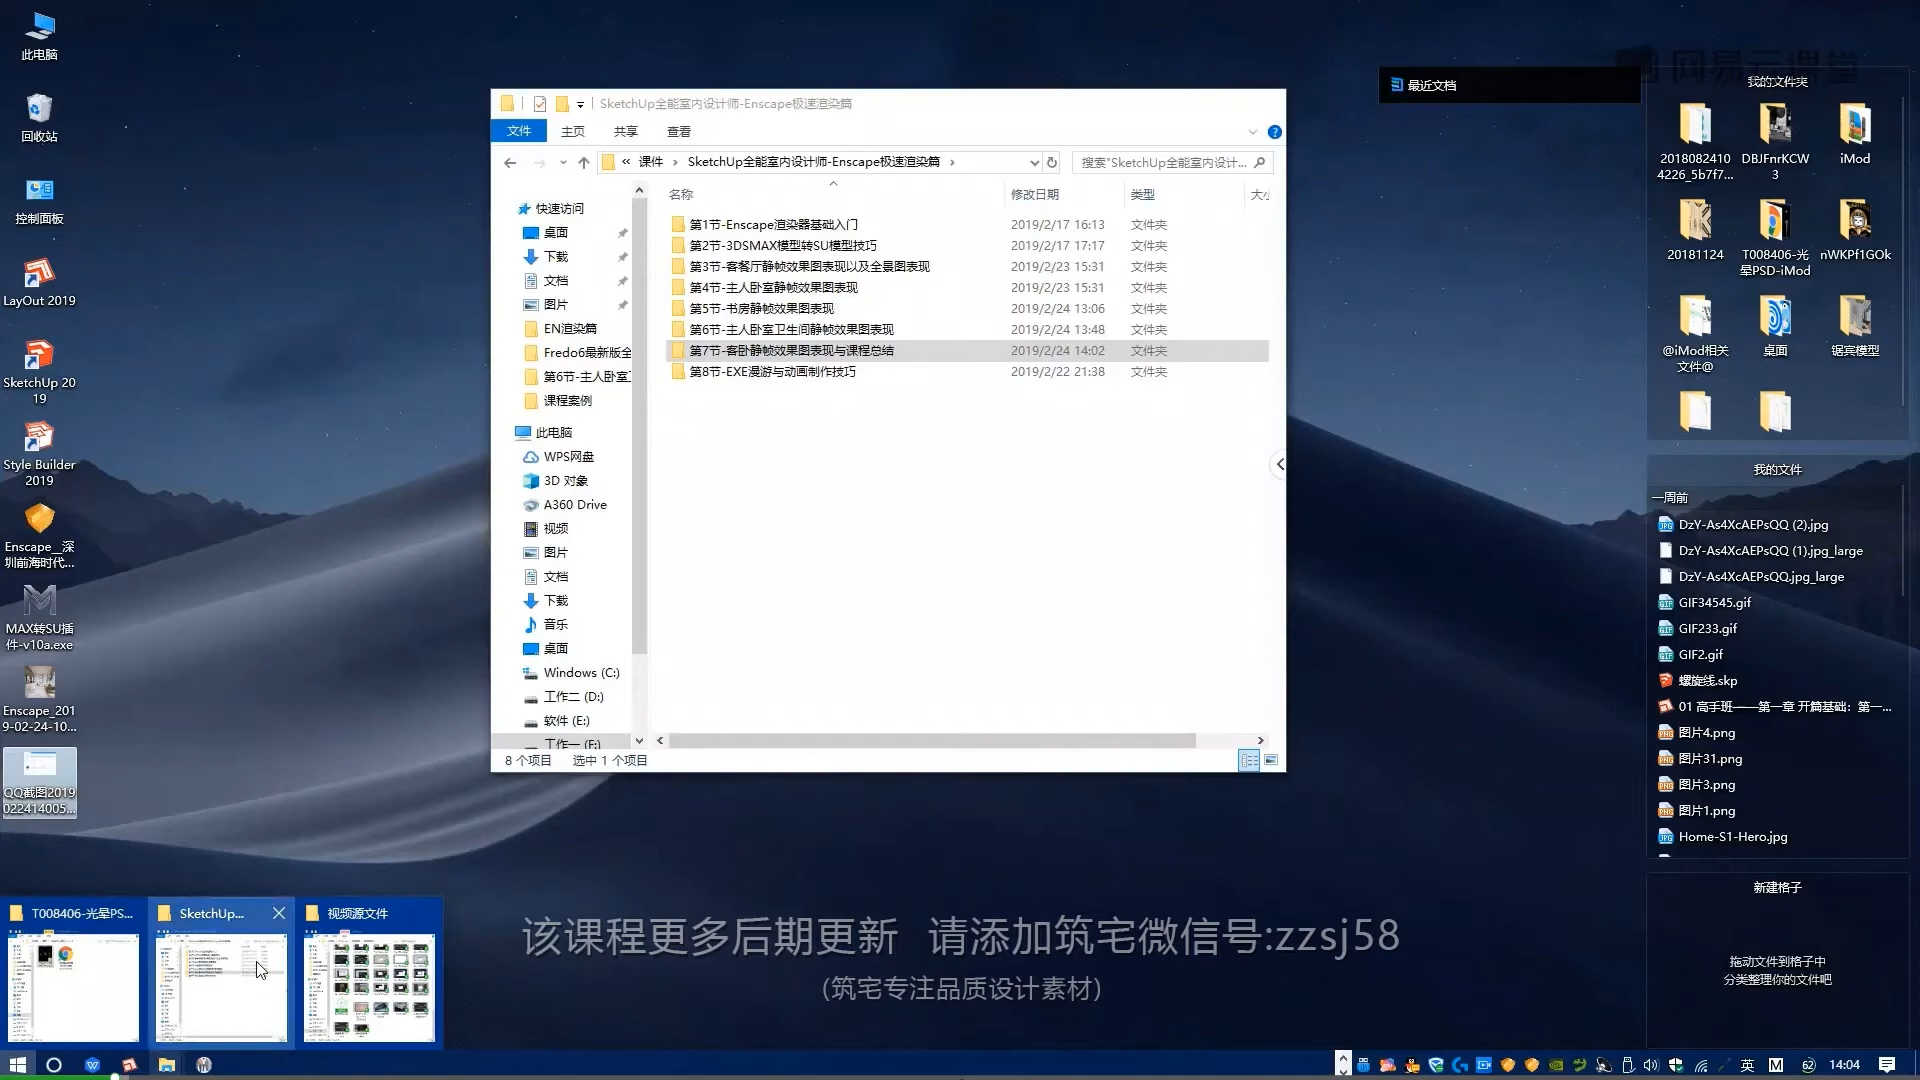 此电脑
回收站
控制面板
LayOut 2019
SketchUp 20
19
Style Builder
2019
Enscape__深
圳前海时代...
MAX转SU插
件-v10a.exe
Enscape_201
9-02-24-10...
QQ截图2019
022414005...
SketchUp全能室内设计师-Enscape极速渲染篇
文件
主页
共享
查看
« 课件 › SketchUp全能室内设计师-Enscape极速渲染篇 ›
搜索"SketchUp全能室内设计...
名称
修改日期
类型
大小
快速访问
桌面
下载
文档
图片
EN渲染篇
Fredo6最新版全
第6节-主人卧室卫
课程案例
此电脑
WPS网盘
3D 对象
A360 Drive
视频
图片
文档
下载
音乐
桌面
Windows (C:)
工作二 (D:)
软件 (E:)
工作一 (F:)
第1节-Enscape渲染器基础入门 2019/2/17 16:13 文件夹
第2节-3DSMAX模型转SU模型技巧 2019/2/17 17:17 文件夹
第3节-客餐厅静帧效果图表现以及全景图表现 2019/2/23 15:31 文件夹
第4节-主人卧室静帧效果图表现 2019/2/23 15:31 文件夹
第5节-书房静帧效果图表现 2019/2/24 13:06 文件夹
第6节-主人卧室卫生间静帧效果图表现 2019/2/24 13:48 文件夹
第7节-客卧静帧效果图表现与课程总结 2019/2/24 14:02 文件夹
第8节-EXE漫游与动画制作技巧 2019/2/22 21:38 文件夹
8 个项目 选中 1 个项目
最近文档
网易云课堂
我的文件夹
2018082410
4226_5b7f7...
DBJFnrKCW
3
iMod
20181124
T008406-光
晕PSD-iMod
nWKPf1GOk
@iMod相关
文件@
桌面
锯宾模型
我的文件
一周前
DzY-As4XcAEPsQQ (2).jpg
DzY-As4XcAEPsQQ (1).jpg_large
DzY-As4XcAEPsQQ.jpg_large
GIF34545.gif
GIF233.gif
GIF2.gif
螺旋线.skp
01 高手班——第一章 开篇基础：第一...
图片4.png
图片31.png
图片3.png
图片1.png
Home-S1-Hero.jpg
新建格子
拖动文件到格子中
分类整理你的文件吧
T008406-光晕PS...
SketchUp...
视频源文件
该课程更多后期更新 请添加筑宅微信号:zzsj58
(筑宅专注品质设计素材)
英
M
62
14:04